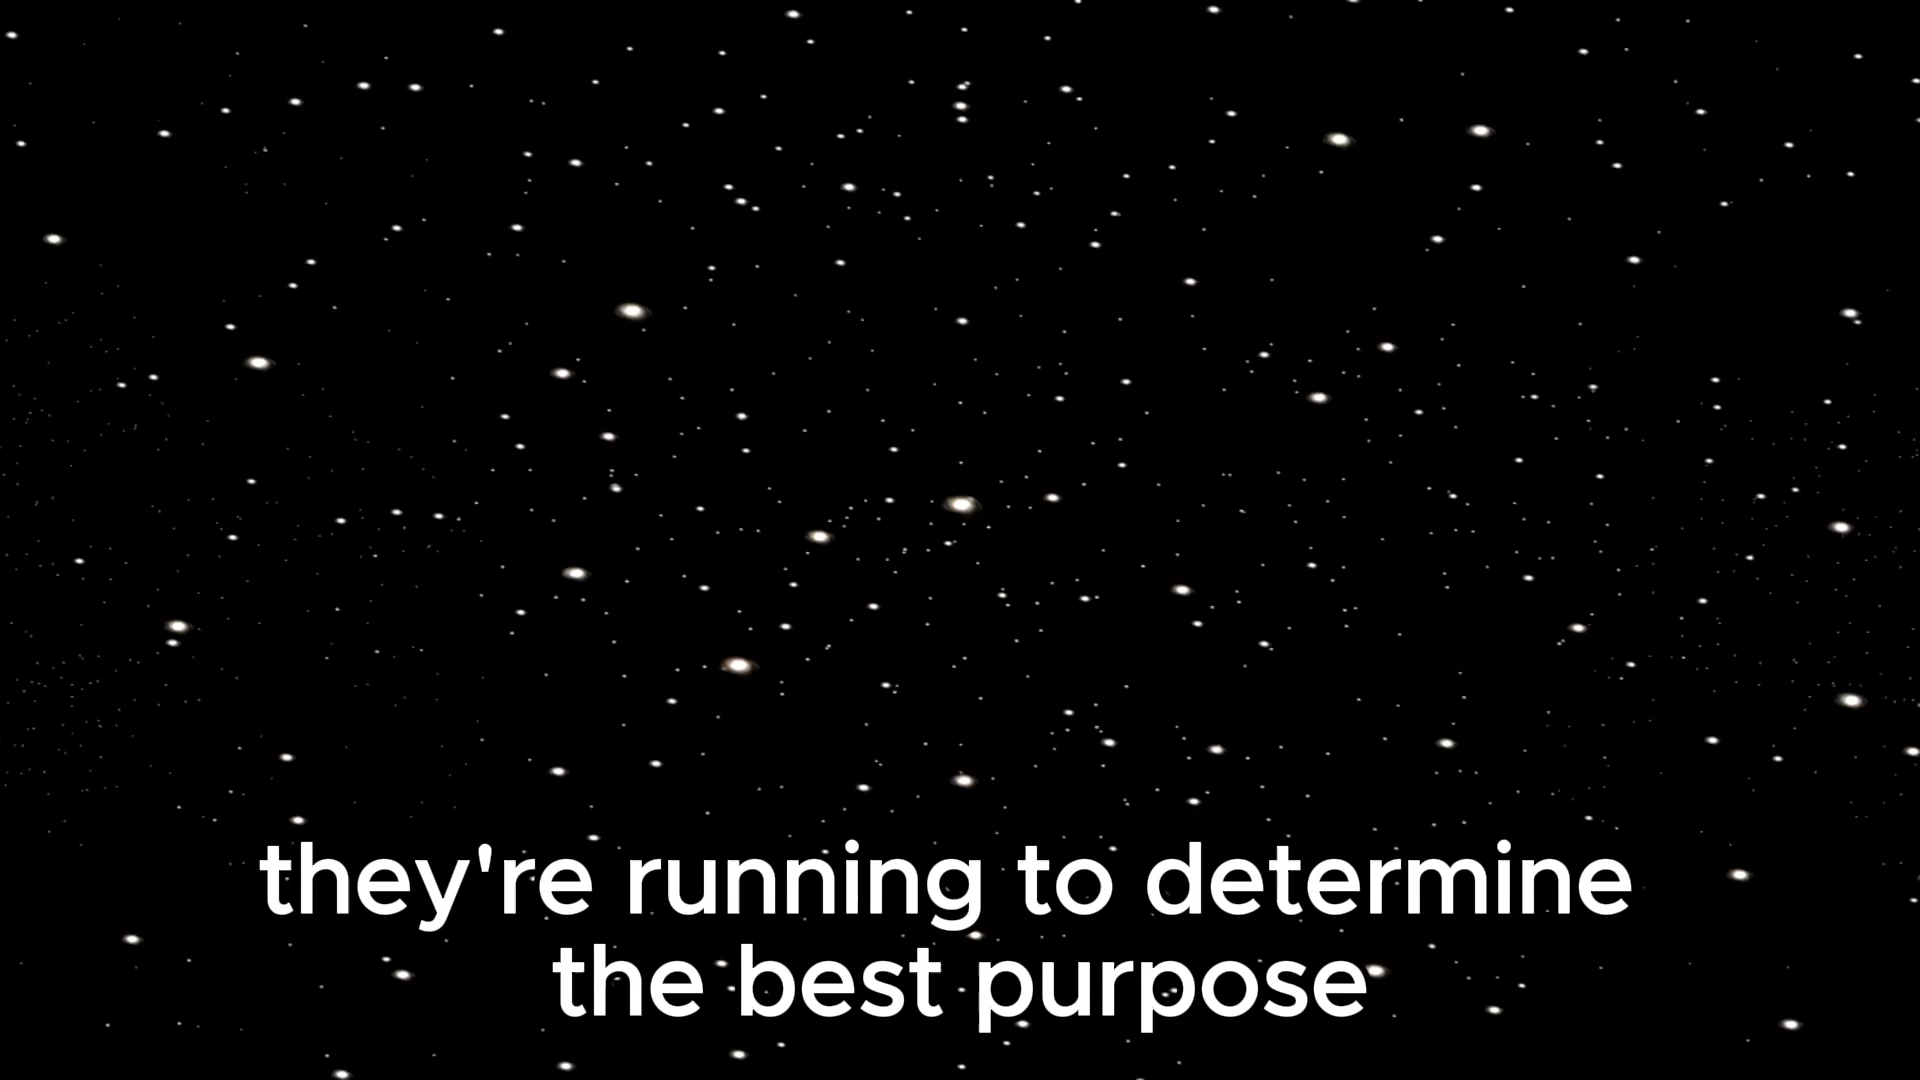 they're running to determine
the best purpose